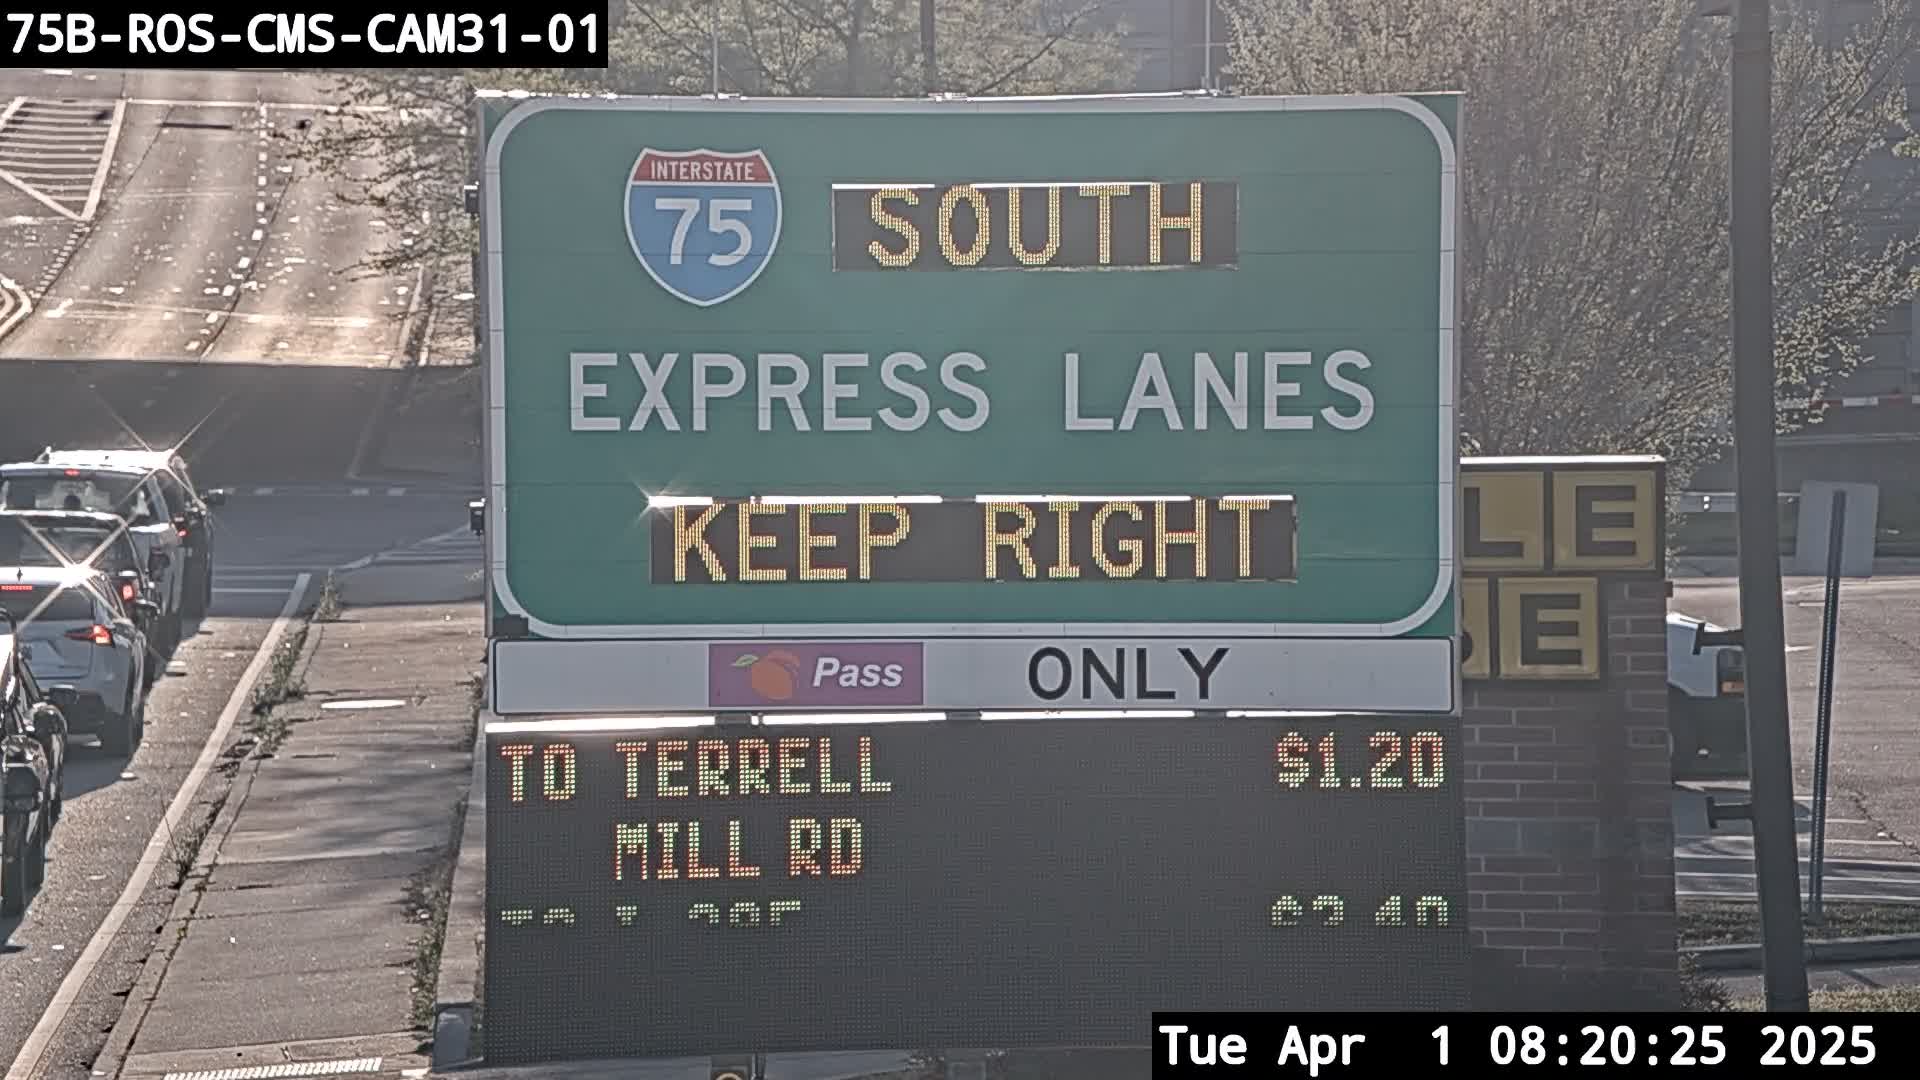 75B-ROS-CMS-CAM31-01
INTERSTATE
75
SOUTH
EXPRESS LANES
KEEP RIGHT
Pass ONLY
TO TERRELL $1.20
MILL RD
LE
E
Tue Apr 1 08:20:25 2025